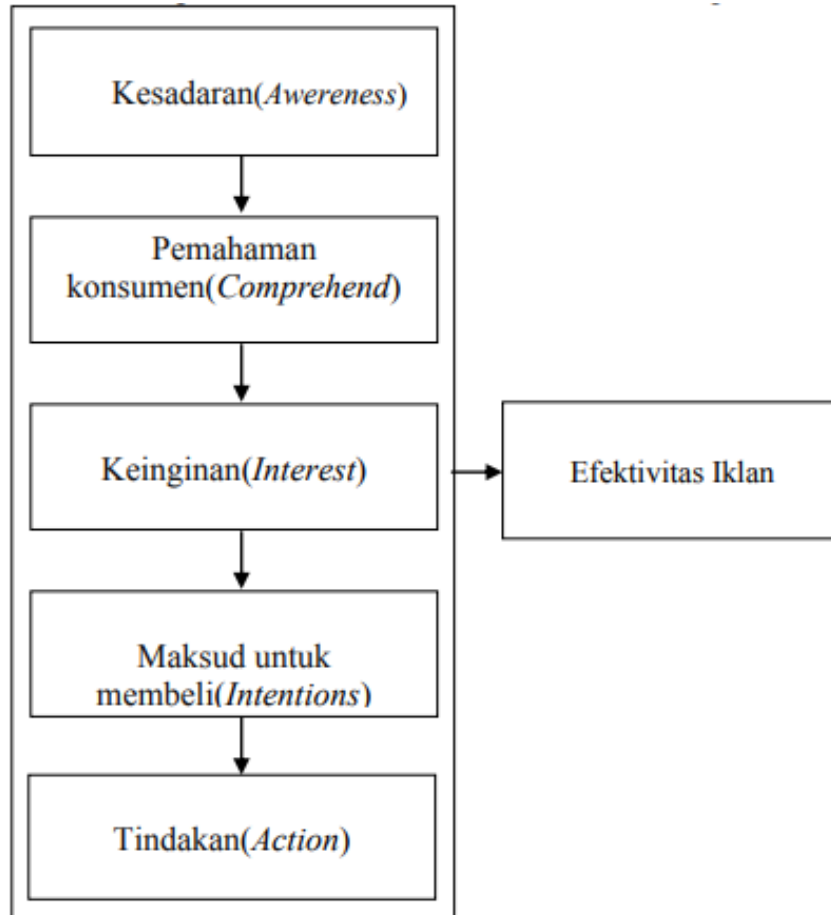 Kesadaran(Awereness)
Pemahaman
konsumen(Comprehend)
Keinginan(Interest)
Efektivitas Iklan
Maksud untuk
membeli(Intentions)
Tindakan(Action)